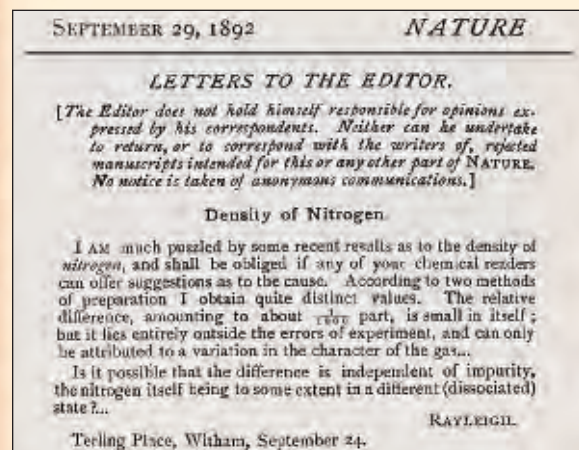 SEPTEMBER 29, 1892 NATURE
LETTERS TO THE EDITOR.
[The Editor does not hold himself responsible for opinions ex-
pressed by his correspondents. Neither can he undertake
to return, or to correspond with the writers of, rejected
manuscripts intended for this or any other part of NATURE.
No notice is taken of anonymous communications.]
Density of Nitrogen
I AM much puzzled by some recent results as to the density of
nitrogen, and shall be obliged if any of your chemical readers
can offer suggestions as to the cause. According to two methods
of preparation I obtain quite distinct values. The relative
difference, amounting to about part, is small in itself;
but it lies entirely outside the errors of experiment, and can only
be attributed to a variation in the character of the gas...
Is it possible that the difference is independent of impurity,
the nitrogen itself being to some extent in a different (dissociated)
state?...
RAYLEIGH.
Terling Place, Witham, September 24.